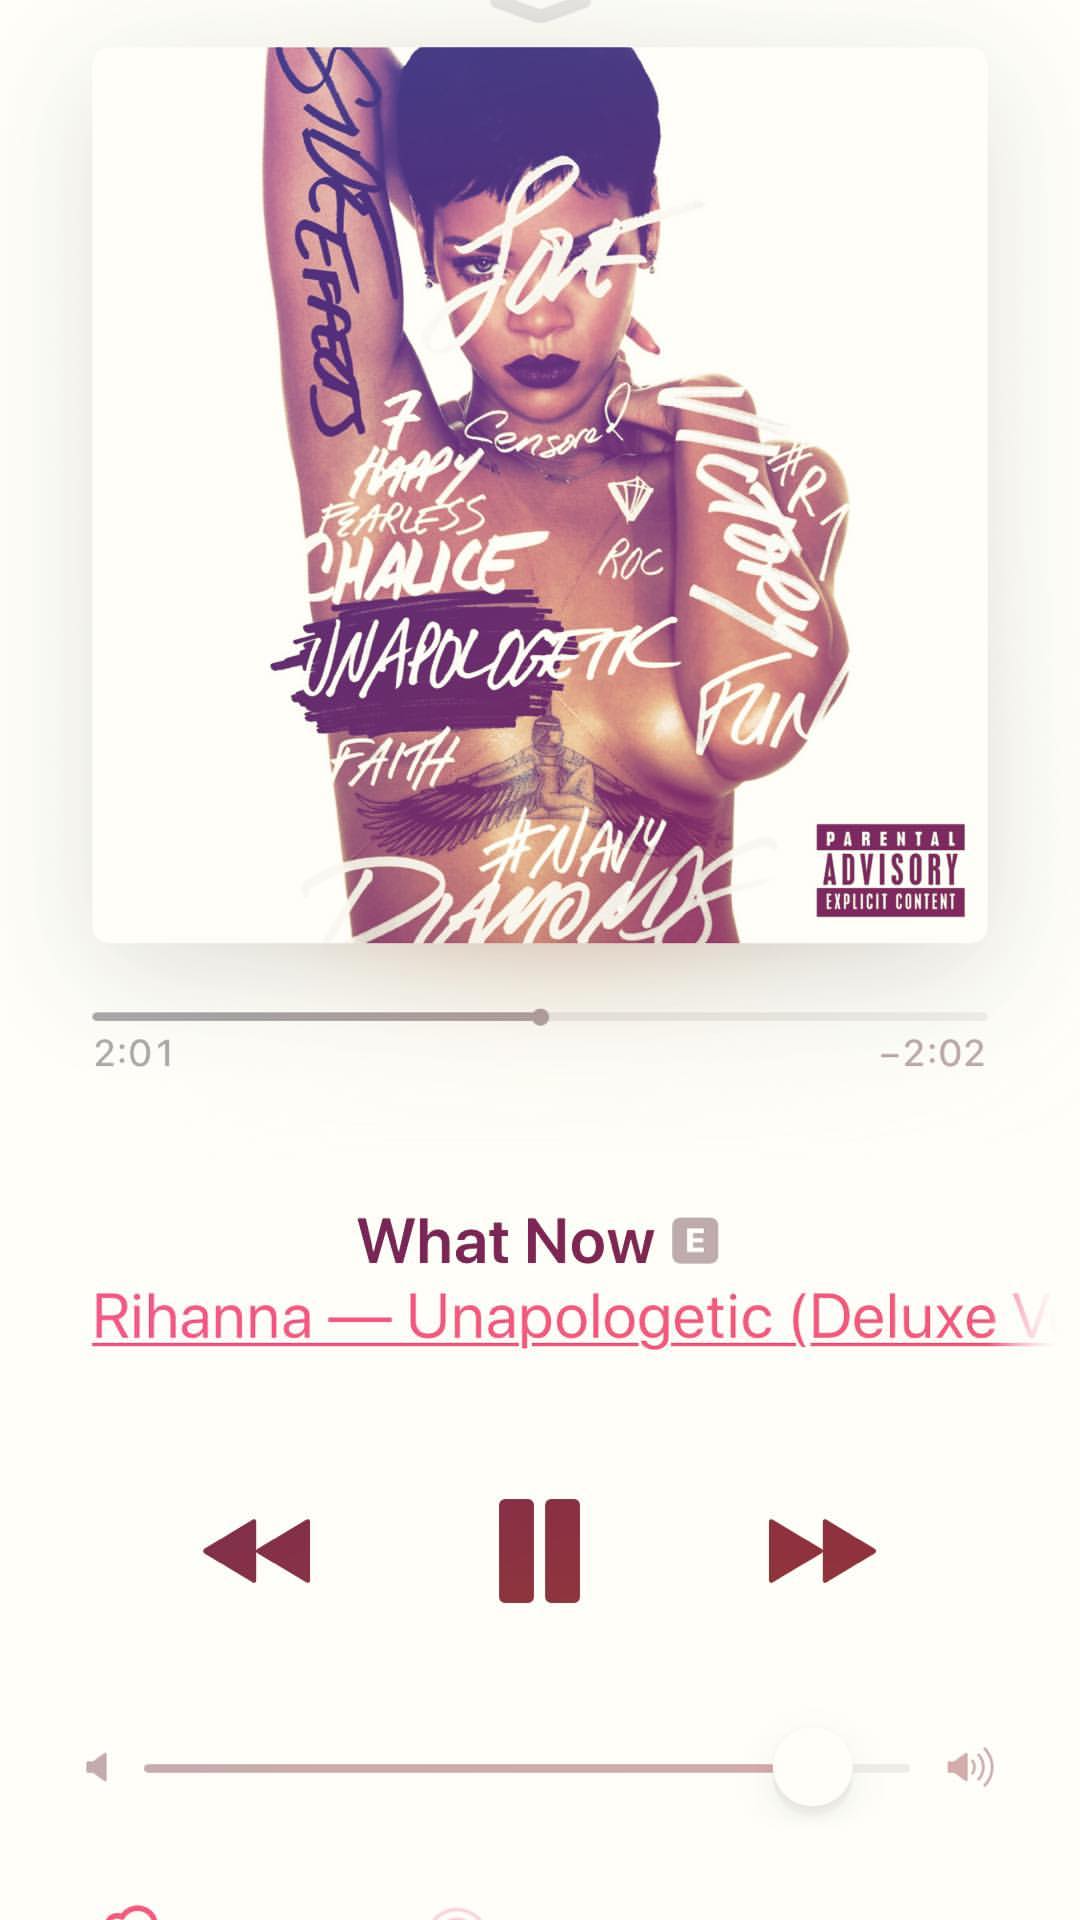 SIDE EFFECTS
LOVE
7
Censored
HAPPY
FEARLESS
CHALICE
VICTORY
#R7
ROC
UNAPOLOGETIC
FUN
FAITH
#NAVY
DIAMONDS
PARENTAL
ADVISORY
EXPLICIT CONTENT
2:01
-2:02
What Now E
Rihanna — Unapologetic (Deluxe V